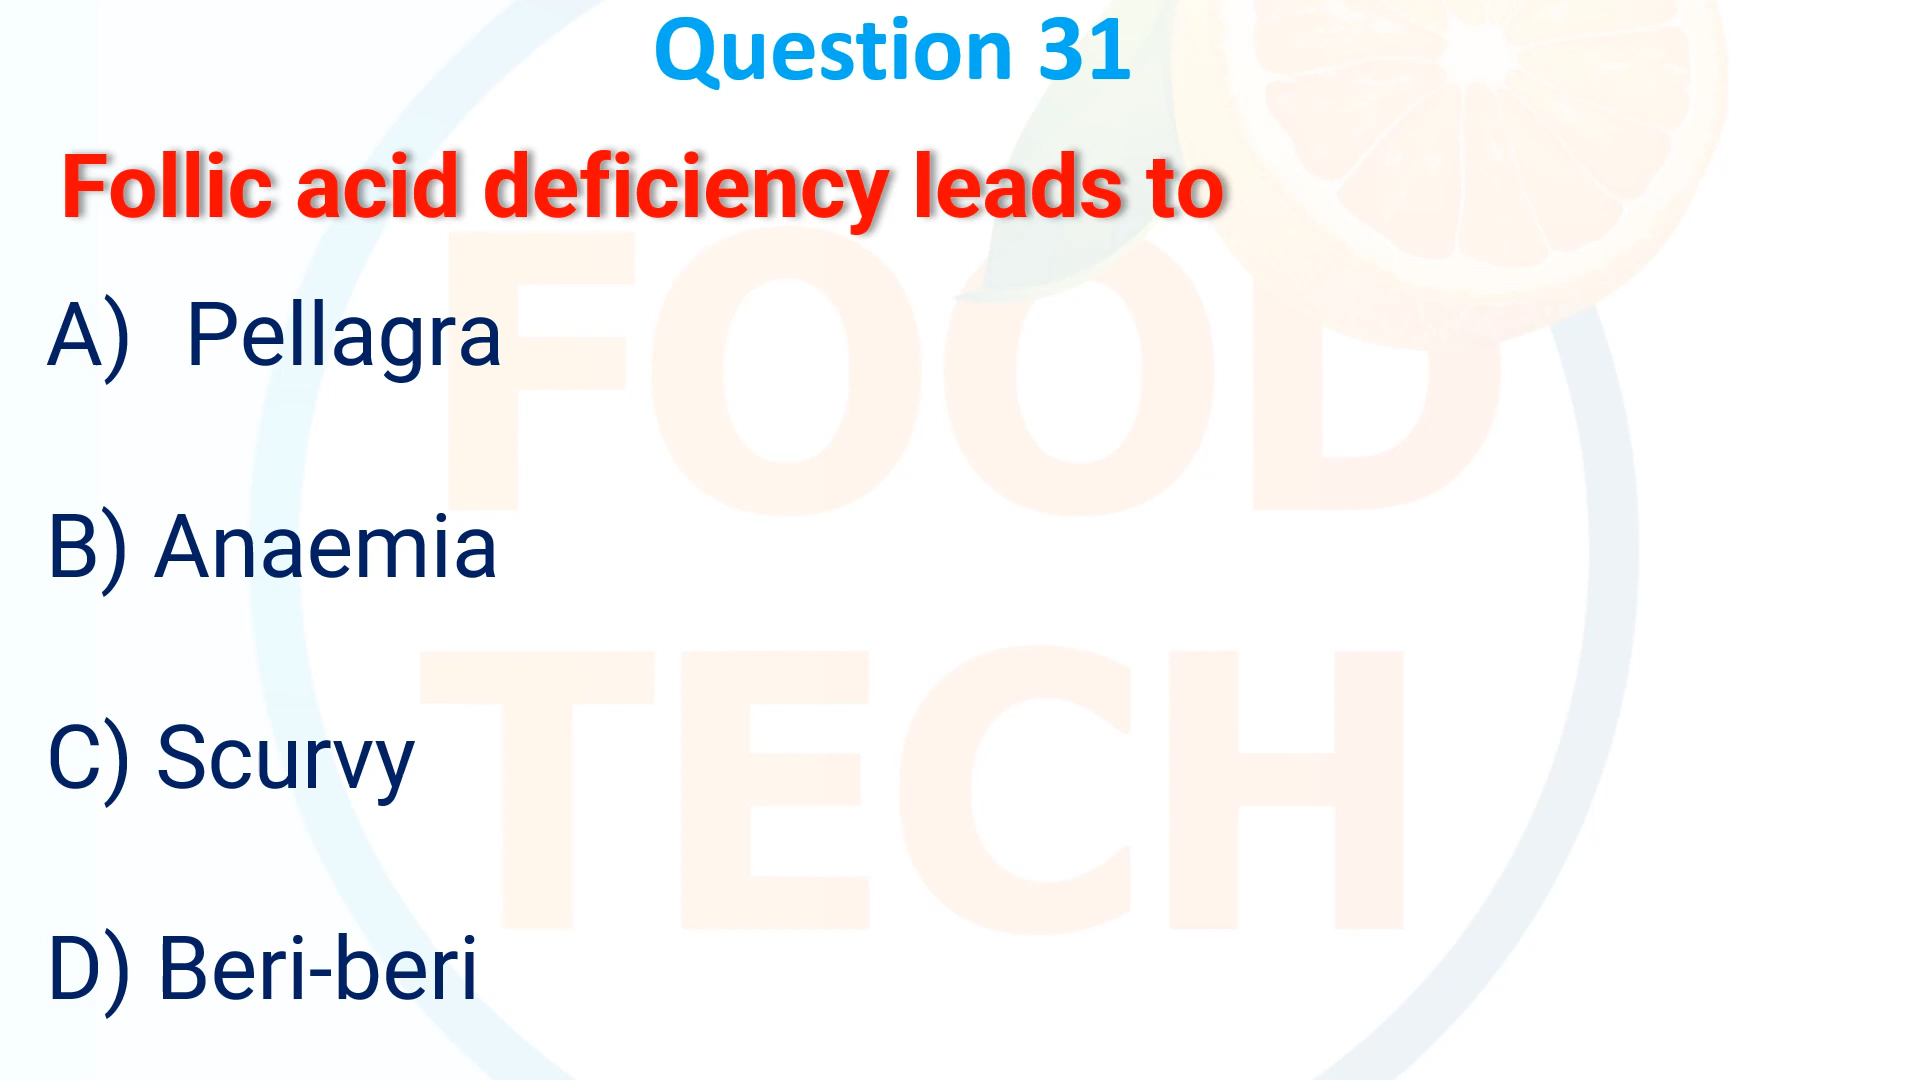 Question 31
Follic acid deficiency leads to
A) Pellagra
B) Anaemia
C) Scurvy
D) Beri-beri
FOOD
TECH